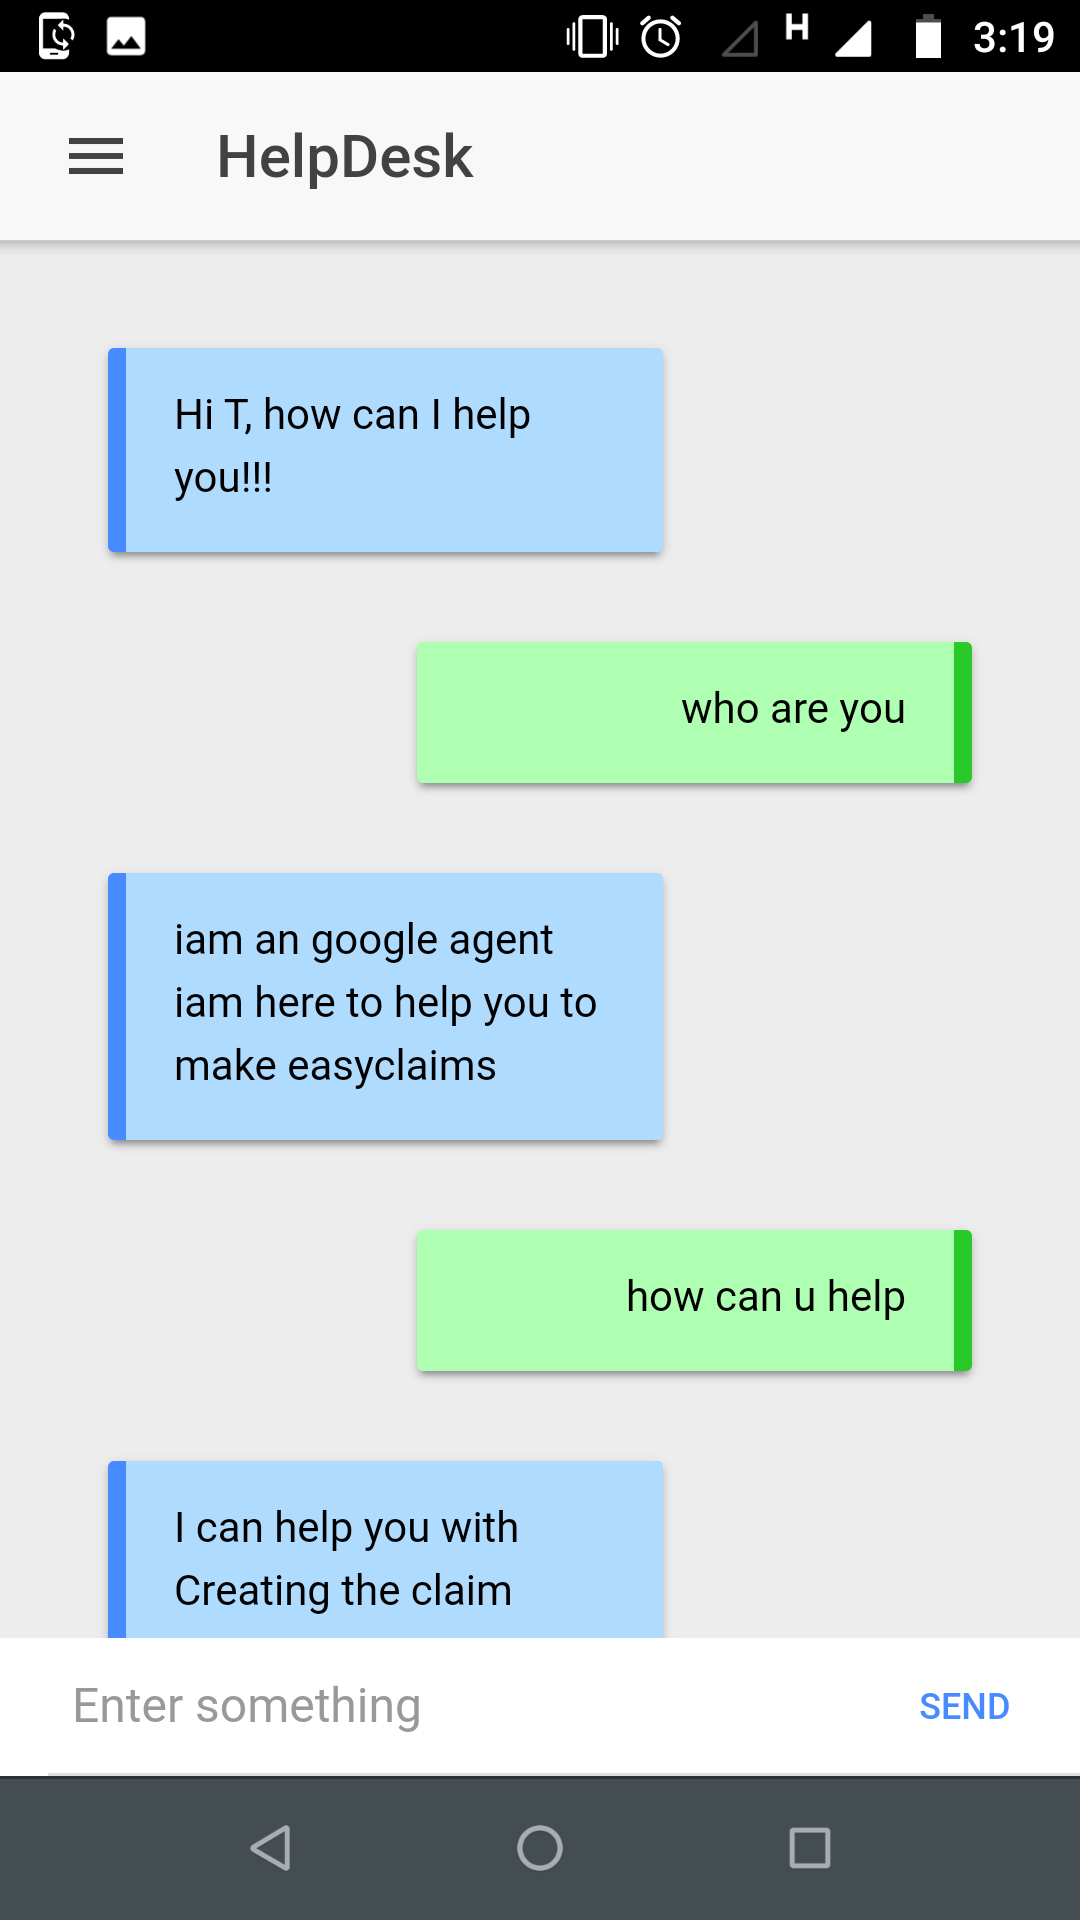 H 3:19
HelpDesk
Hi T, how can I help
you!!!
who are you
iam an google agent
iam here to help you to
make easyclaims
how can u help
I can help you with
Creating the claim
Enter something SEND